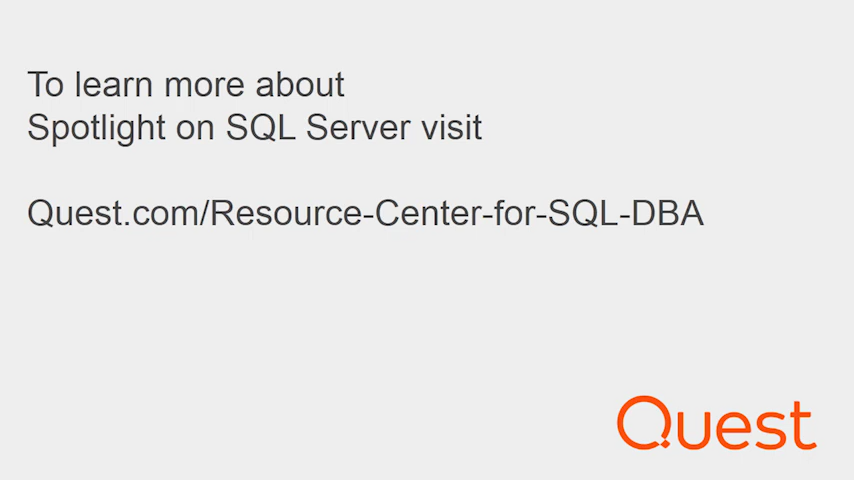 To learn more about
Spotlight on SQL Server visit
Quest.com/Resource-Center-for-SQL-DBA
Quest